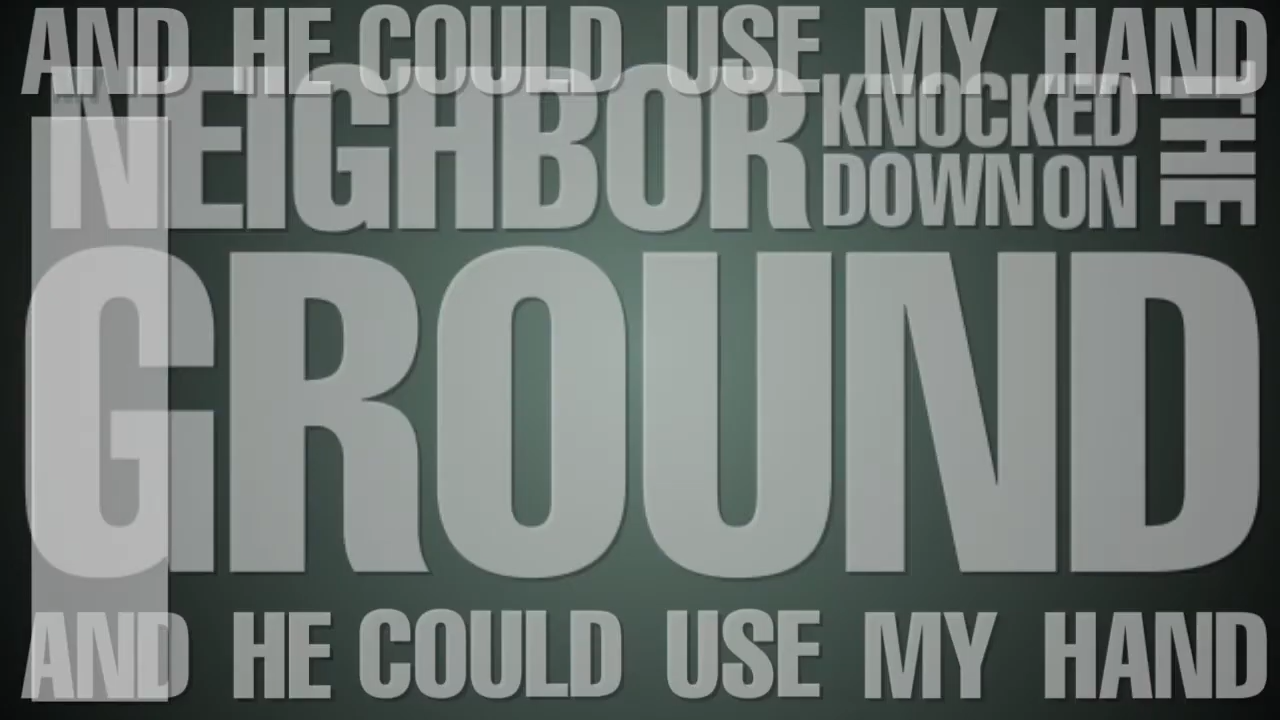 AND HE COULD USE MY HAND
NEIGHBOR KNOCKED DOWN ON THE
GROUND
AND HE COULD USE MY HAND
I